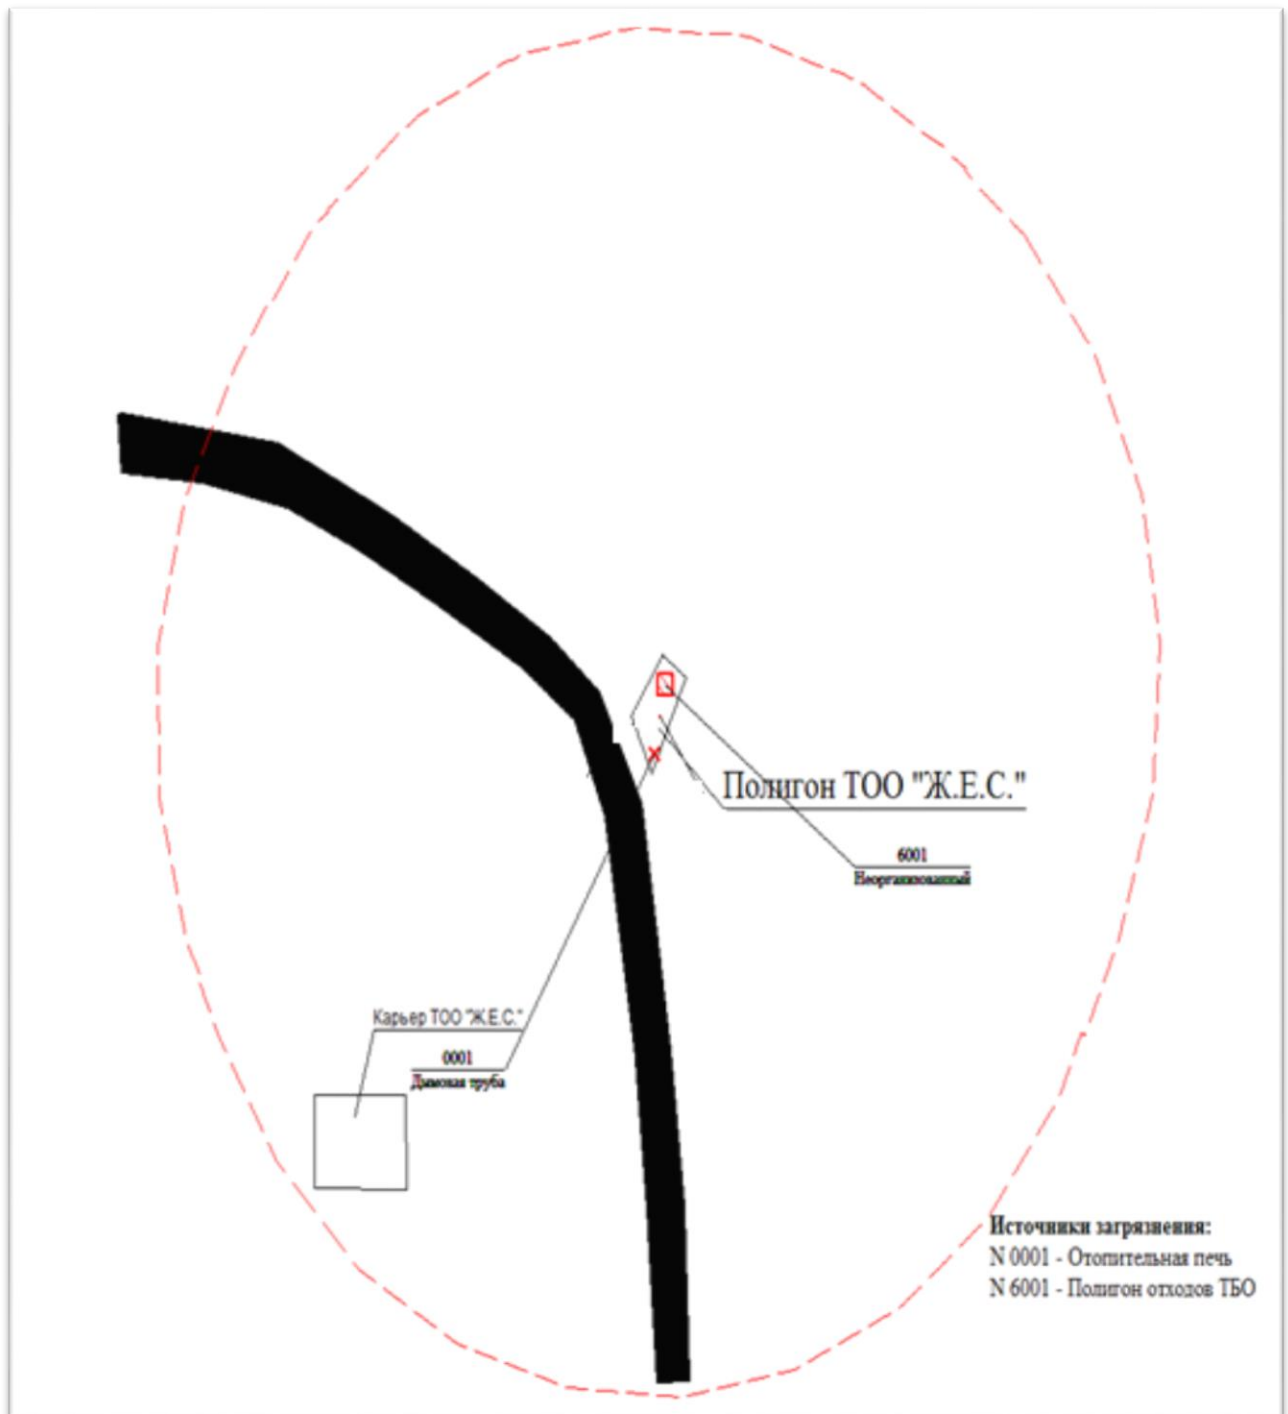 Полигон ТОО "Ж.Е.С."
6001
Неорганизованный
Карьер ТОО "Ж.Е.С."
0001
Дымовая труба
Источники загрязнения:
N 0001 - Отопительная печь
N 6001 - Полигон отходов ТБО